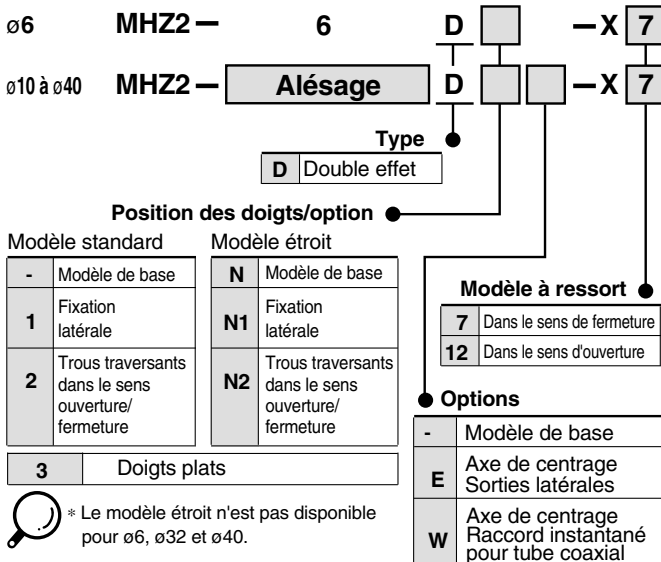 ø6 MHZ2 — 6 D — X 7
ø10 à ø40 MHZ2 — Alésage D — X 7
Type
D Double effet
Position des doigts/option
Modèle standard
- Modèle de base
1 Fixation
latérale
2 Trous traversants
dans le sens
ouverture/
fermeture
Modèle étroit
N Modèle de base
N1 Fixation
latérale
N2 Trous traversants
dans le sens
ouverture/
fermeture
3 Doigts plats
* Le modèle étroit n'est pas disponible
pour ø6, ø32 et ø40.
Modèle à ressort
7 Dans le sens de fermeture
12 Dans le sens d'ouverture
Options
- Modèle de base
E Axe de centrage
Sorties latérales
W Axe de centrage
Raccord instantané
pour tube coaxial